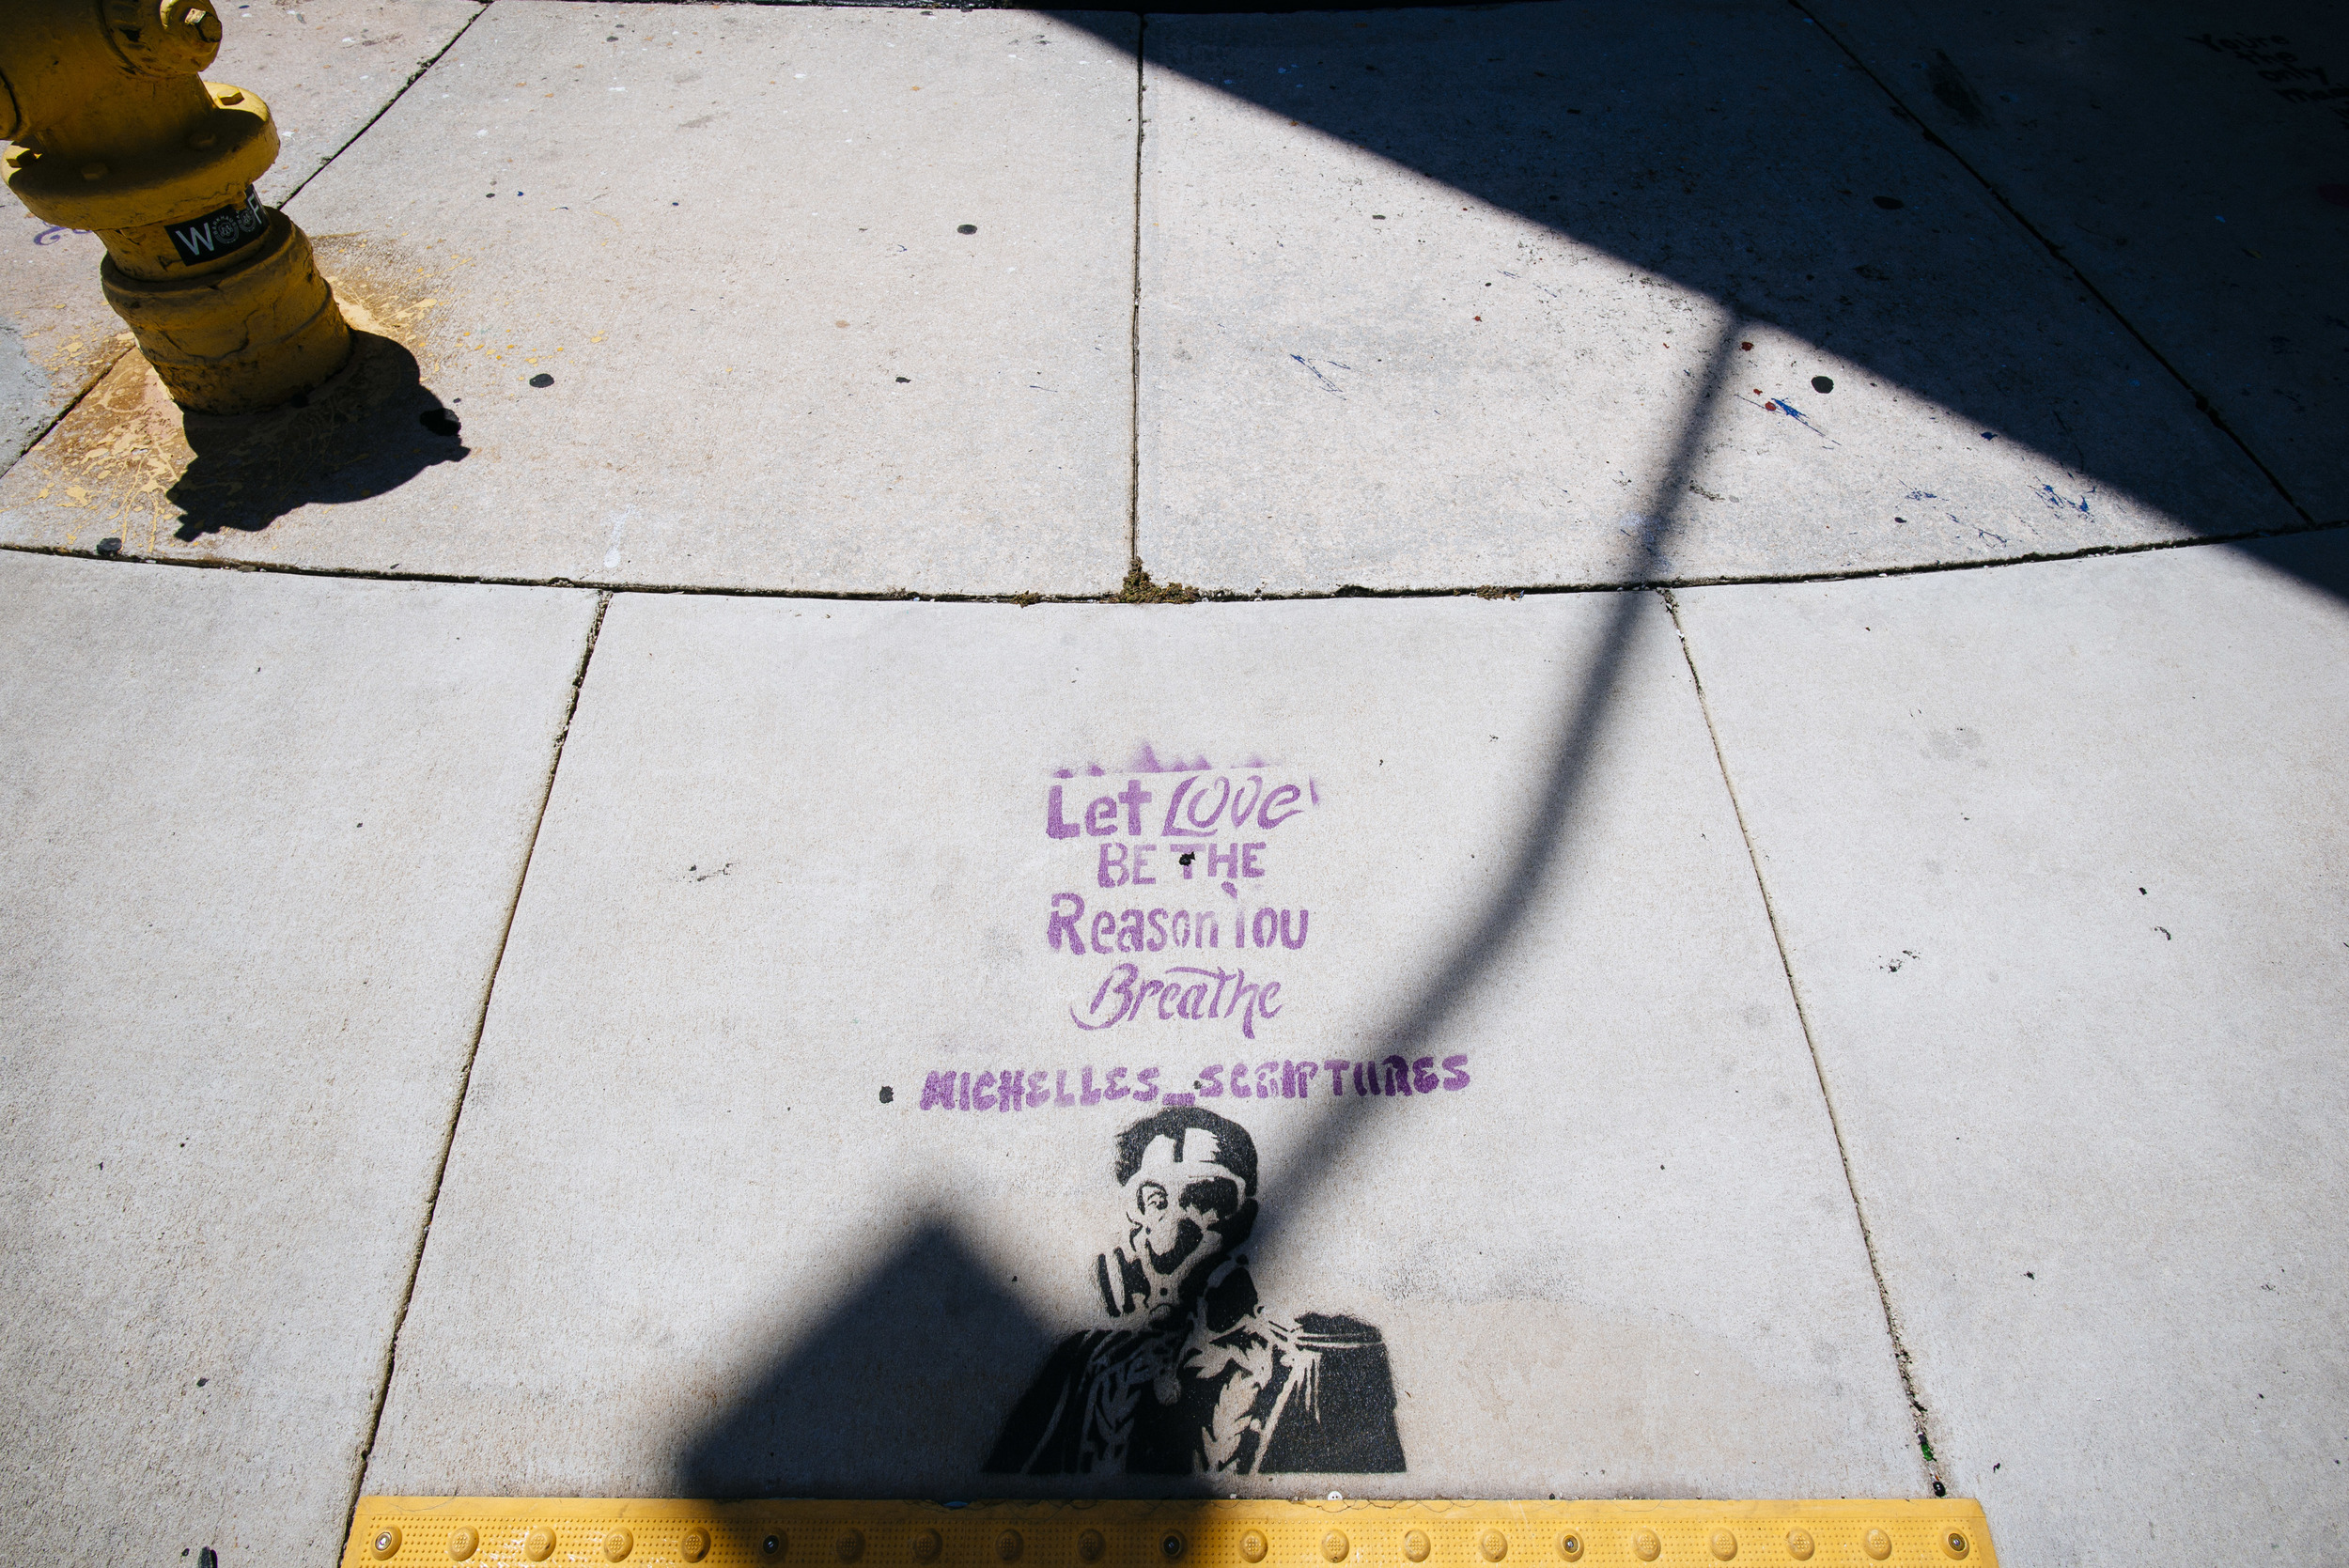 Let Love
BE THE
Reason You
Breathe
MICHELLES_SCRIPTURES